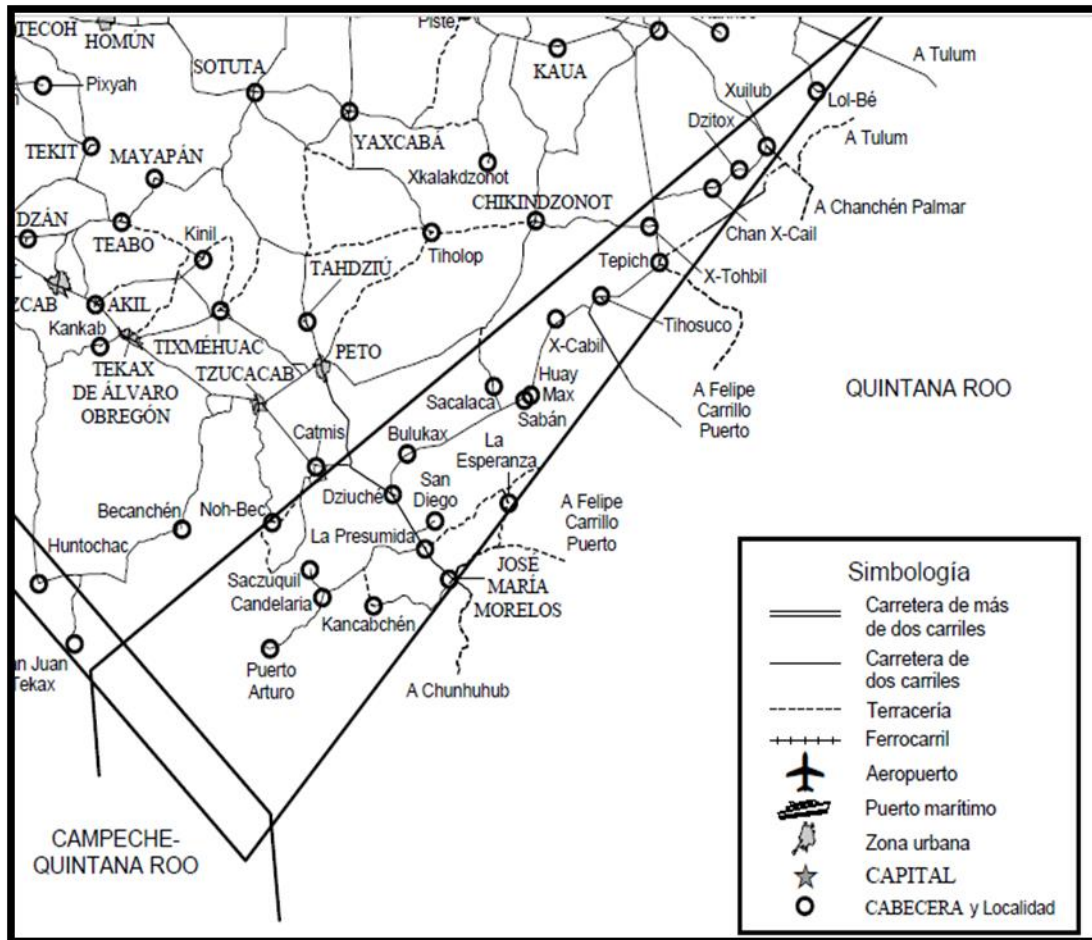 TECOH
HOMÚN
Piste
KAUA
A Tulum
SOTUTA
Pixyah
Xuilub
Lol-Bé
Dzitox
A Tulum
YAXCABÁ
TEKIT
MAYAPÁN
Xkalakdzonot
CHIKINDZONOT
A Chanchén Palmar
DZÁN
TEABO
Kinil
Tiholop
Chan X-Cail
TAHDZIÚ
Tepich
X-Tohbil
ZCAB
AKIL
Kankab
TIXMÉHUAC
Tihosuco
TEKAX
DE ÁLVARO
OBREGÓN
TZUCACAB
PETO
X-Cabil
Huay
Max
Sacalaca
Sabán
A Felipe
Carrillo
Puerto
QUINTANA ROO
Catmis
Bulukax
La
Esperanza
San
Diego
Dziuché
Becanchén
Noh-Bec
La Presumida
A Felipe
Carrillo
Puerto
Huntochac
JOSÉ
MARÍA
MORELOS
Saczuquil
Candelaria
Kancabchén
an Juan
Tekax
Puerto
Arturo
A Chunhuhub
CAMPECHE-
QUINTANA ROO
Simbología
Carretera de más
de dos carriles
Carretera de
dos carriles
Terracería
Ferrocarril
Aeropuerto
Puerto marítimo
Zona urbana
CAPITAL
CABECERA y Localidad